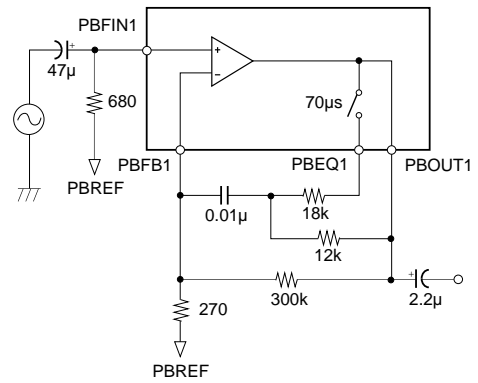 PBFIN1
47μ
+
+
−
680
70μs
PBREF
PBFB1
PBEQ1
PBOUT1
0.01μ
18k
12k
300k
+
2.2μ
270
PBREF